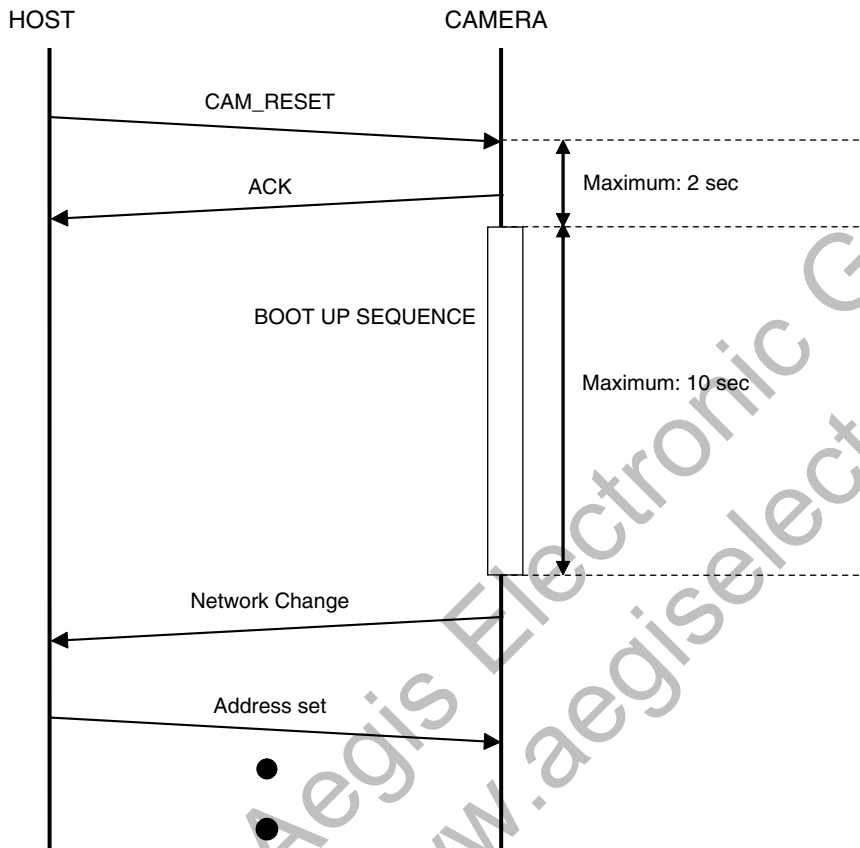 HOST
CAMERA
CAM_RESET
ACK
Maximum: 2 sec
BOOT UP SEQUENCE
Maximum: 10 sec
Network Change
Address set
Aegis Electronic G
www.aegiselect